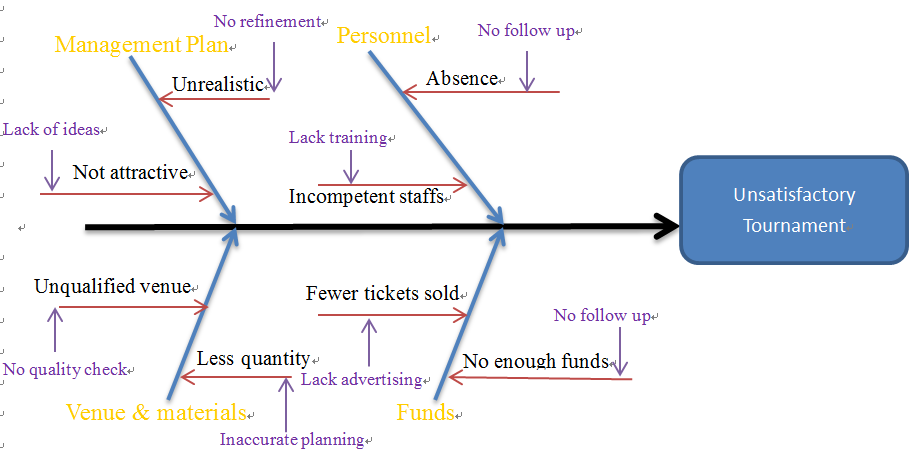 No refinement
Management Plan
Personnel
No follow up
Unrealistic
Absence
Lack of ideas
Lack training
Not attractive
Incompetent staffs
Unsatisfactory
Tournament
Unqualified venue
Fewer tickets sold
No follow up
No quality check
Less quantity
Lack advertising
No enough funds
Venue & materials
Funds
Inaccurate planning